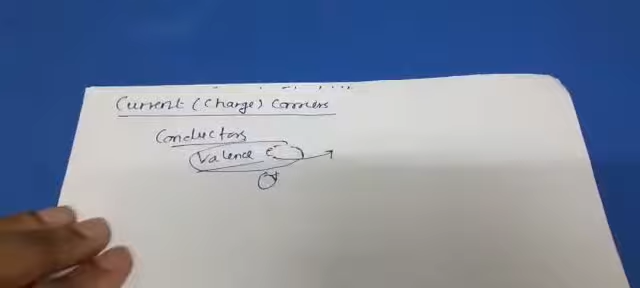 Current (Charge) Carriers
Conductors
Valence e⁻